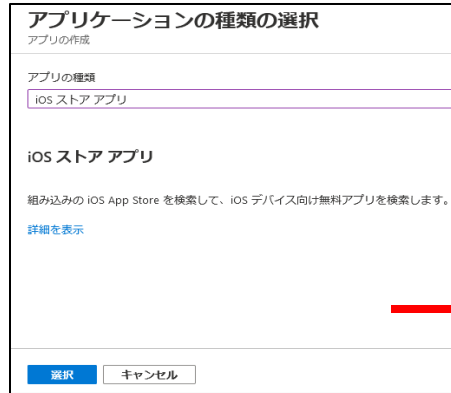 アプリケーションの種類の選択
アプリの作成
アプリの種類
iOS ストア アプリ
iOS ストア アプリ
組み込みの iOS App Store を検索して、iOS デバイス向け無料アプリを検索します。
詳細を表示
選択 キャンセル